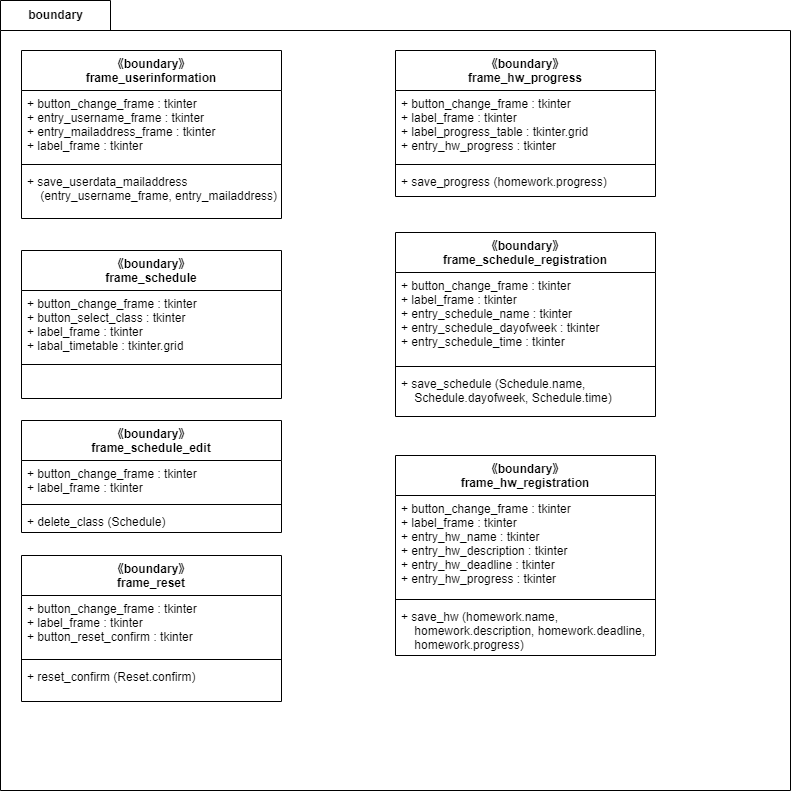 boundary
《boundary》
frame_userinformation
+ button_change_frame : tkinter
+ entry_username_frame : tkinter
+ entry_mailaddress_frame : tkinter
+ label_frame : tkinter
+ save_userdata_mailaddress
(entry_username_frame, entry_mailaddress)
《boundary》
frame_schedule
+ button_change_frame : tkinter
+ button_select_class : tkinter
+ label_frame : tkinter
+ labal_timetable : tkinter.grid
《boundary》
frame_schedule_edit
+ button_change_frame : tkinter
+ label_frame : tkinter
+ delete_class (Schedule)
《boundary》
frame_reset
+ button_change_frame : tkinter
+ label_frame : tkinter
+ button_reset_confirm : tkinter
+ reset_confirm (Reset.confirm)
《boundary》
frame_hw_progress
+ button_change_frame : tkinter
+ label_frame : tkinter
+ label_progress_table : tkinter.grid
+ entry_hw_progress : tkinter
+ save_progress (homework.progress)
《boundary》
frame_schedule_registration
+ button_change_frame : tkinter
+ label_frame : tkinter
+ entry_schedule_name : tkinter
+ entry_schedule_dayofweek : tkinter
+ entry_schedule_time : tkinter
+ save_schedule (Schedule.name,
Schedule.dayofweek, Schedule.time)
《boundary》
frame_hw_registration
+ button_change_frame : tkinter
+ label_frame : tkinter
+ entry_hw_name : tkinter
+ entry_hw_description : tkinter
+ entry_hw_deadline : tkinter
+ entry_hw_progress : tkinter
+ save_hw (homework.name,
homework.description, homework.deadline,
homework.progress)